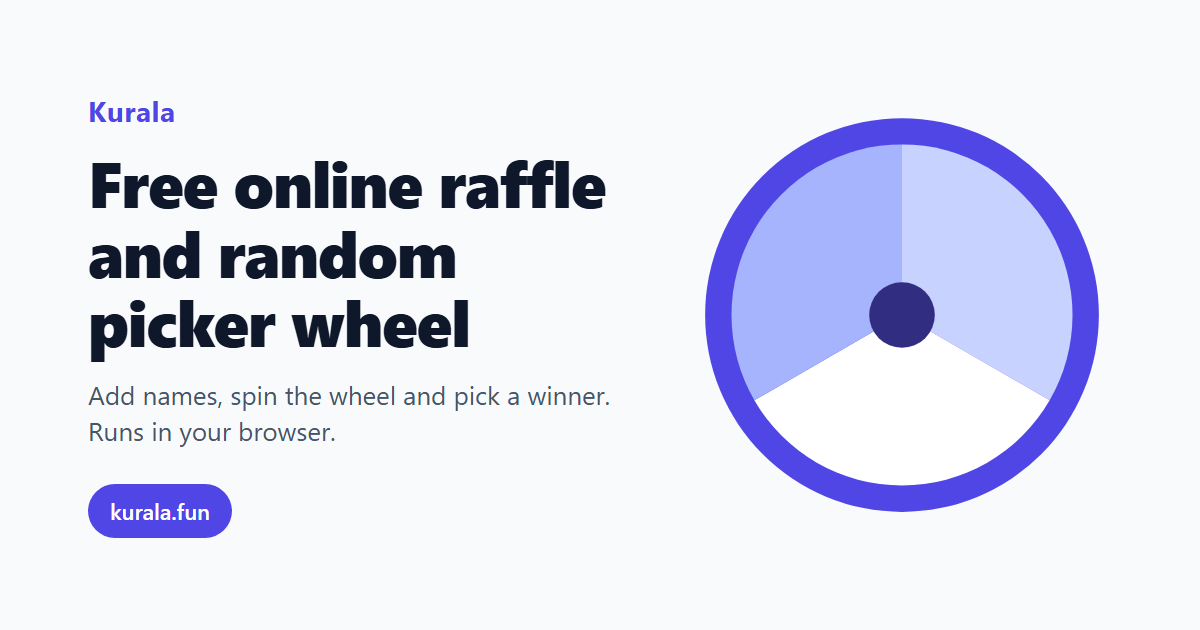 Kurala
Free online raffle
and random
picker wheel
Add names, spin the wheel and pick a winner.
Runs in your browser.
kurala.fun